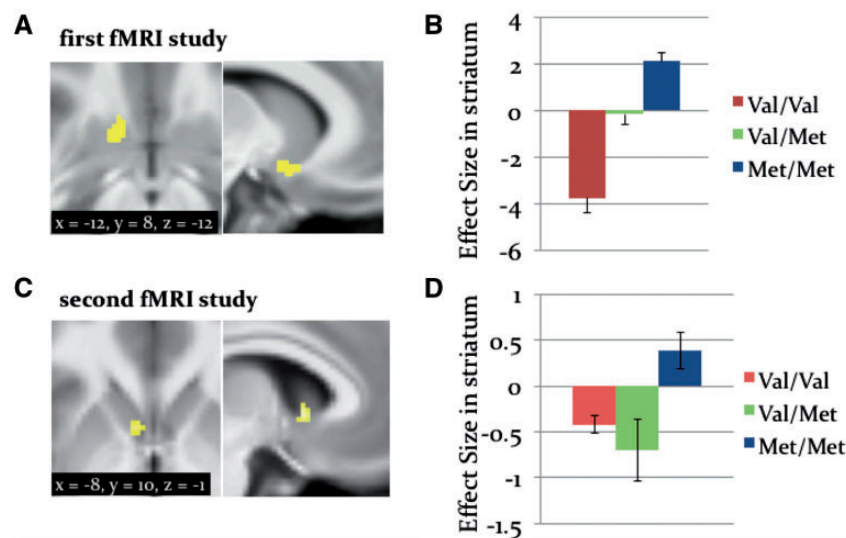 A
first fMRI study
x = -12, y = 8, z = -12
B
Effect Size in striatum
4
2
0
-2
-4
-6
Val/Val
Val/Met
Met/Met
C
second fMRI study
x = -8, y = 10, z = -1
D
Effect Size in striatum
1
0.5
0
-0.5
-1
-1.5
Val/Val
Val/Met
Met/Met